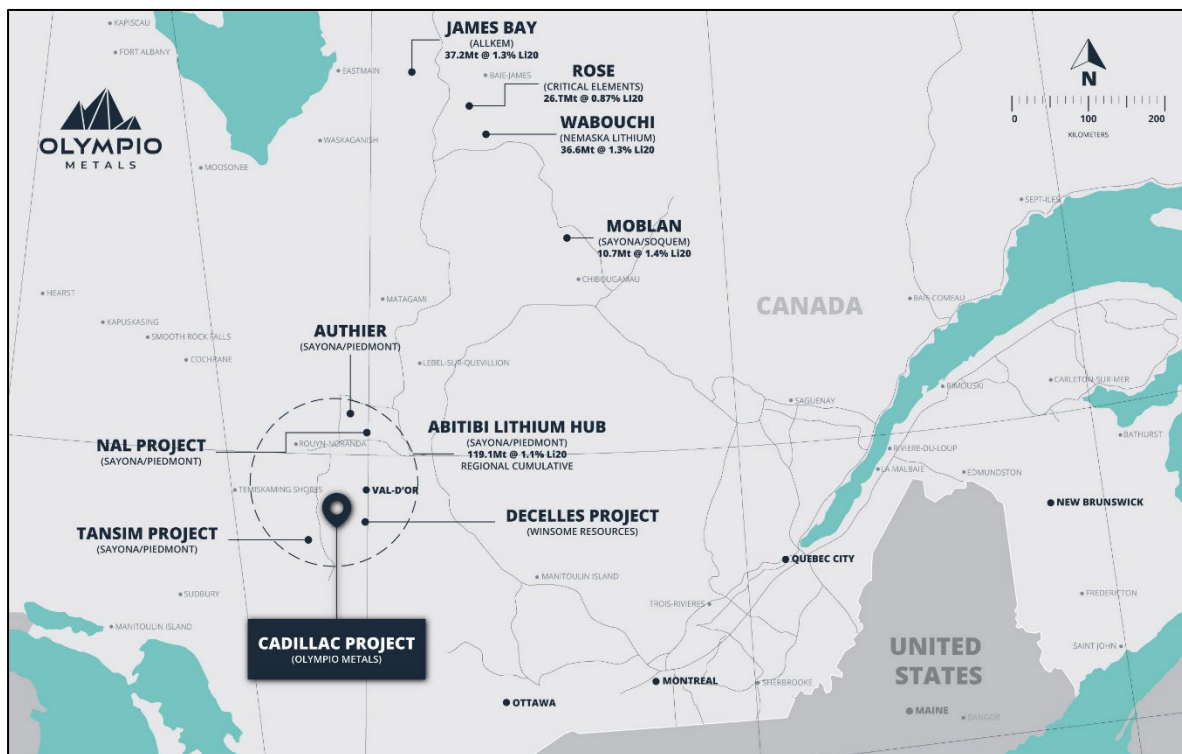 KAPISCAU
FORT ALBANY
OLYMPIO
METALS
MOOSONEE
EASTMAIN
WASKAGANISH
JAMES BAY
(ALLKEM)
37.2Mt @ 1.3% Li20
BAIE-JAMES
ROSE
(CRITICAL ELEMENTS)
26.TMt @ 0.87% LI20
WABOUCHI
(NEMASKA LITHIUM)
36.6Mt @ 1.3% Li20
N
0 100 200
KILOMETERS
SEPT-ILES
MOBLAN
(SAYONA/SOQUEM)
10.7Mt @ 1.4% Li20
CHIBOUGAMAU
HEARST
KAPUSKASING
SMOOTH ROCK FALLS
COCHRANE
MATAGAMI
CANADA
BAIE-COMEAU
AUTHIER
(SAYONA/PIEDMONT)
LEBEL-SUR-QUEVILLION
RIMOUSKI
CARLETON-SUR-MER
SAGUENAY
BATHURST
NAL PROJECT
(SAYONA/PIEDMONT)
ROUYN-NORANDA
ABITIBI LITHIUM HUB
(SAYONA/PIEDMONT)
119.1Mt @ 1.1% Li20
REGIONAL CUMULATIVE
RIVIERE-DU-LOUP
LA MALBAIE
EDMUNDSTON
TEMISKAMING SHORES
VAL-D'OR
NEW BRUNSWICK
TANSIM PROJECT
(SAYONA/PIEDMONT)
DECELLES PROJECT
(WINSOME RESOURCES)
QUEBEC CITY
MANITOULIN ISLAND
SUDBURY
MANITOULIN ISLAND
TROIS-RIVIERES
FREDERICTON
CADILLAC PROJECT
(OLYMPIO METALS)
UNITED
STATES
SAINT JOHN
OTTAWA
MONTREAL
SHERBROOKE
MAINE
BANGOR